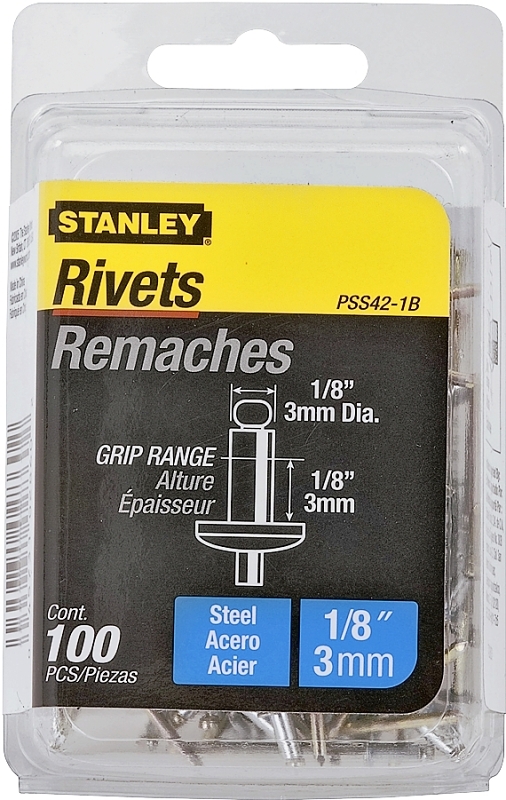 STANLEY®
Rivets
PSS42-1B
Remaches
1/8”
3mm Dia.
GRIP RANGE
Alture
Épaisseur
1/8”
3mm
Cont.
100
PCS/Piezas
Steel
Acero
Acier
1/8″
3mm